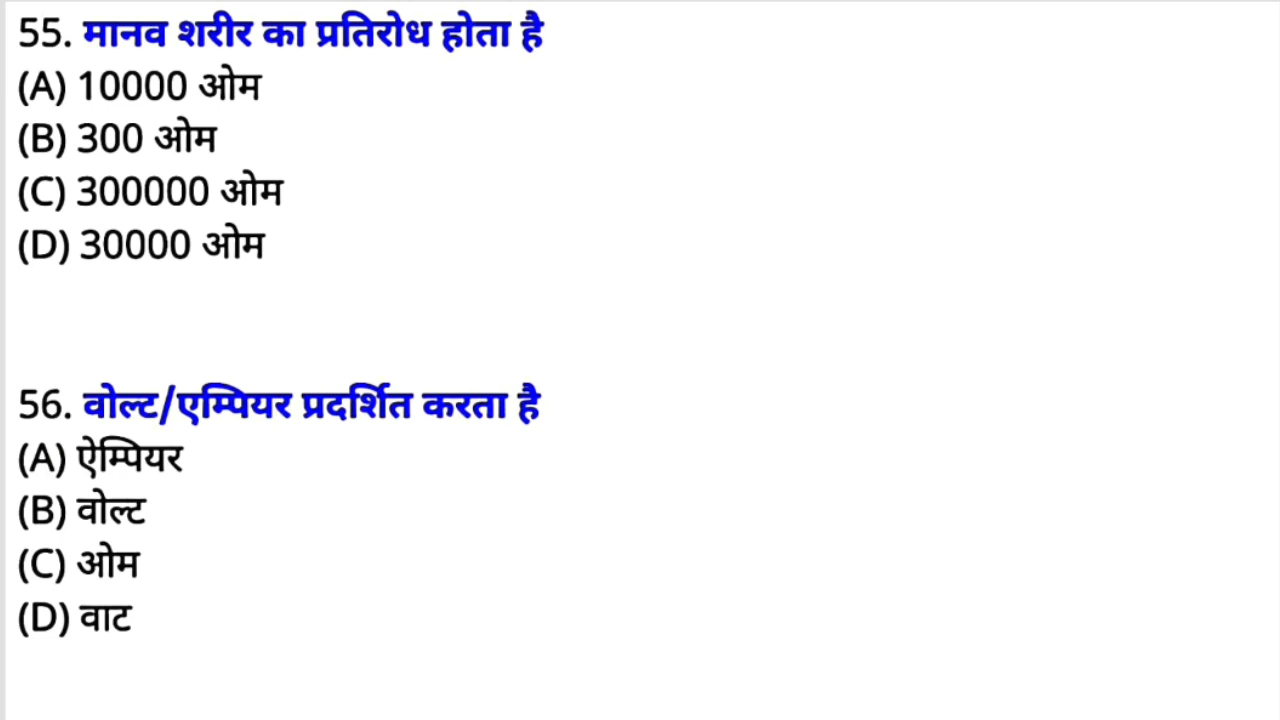 55. मानव शरीर का प्रतिरोध होता है
(A) 10000 ओम
(B) 300 ओम
(C) 300000 ओम
(D) 30000 ओम
56. वोल्ट/एम्पियर प्रदर्शित करता है
(A) ऐम्पियर
(B) वोल्ट
(C) ओम
(D) वाट